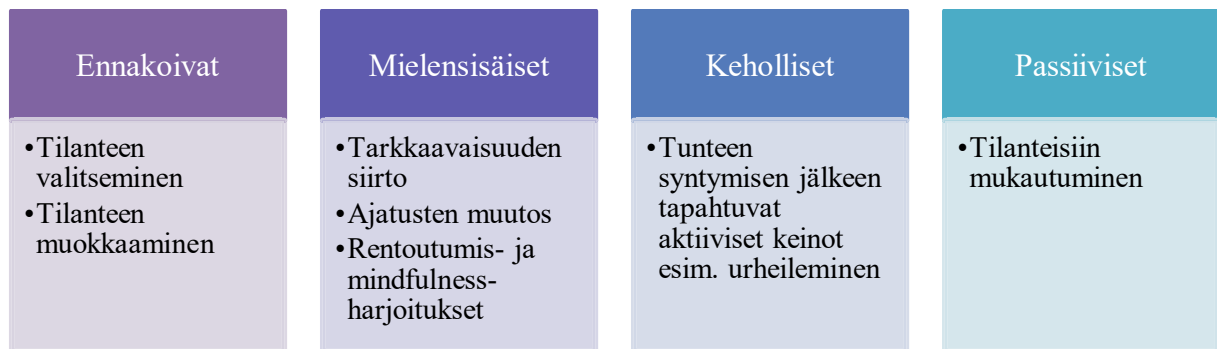 Ennakoivat
•Tilanteen
valitseminen
•Tilanteen
muokkaaminen
Mielensisäiset
•Tarkkaavaisuuden
siirto
•Ajatusten muutos
•Rentoutumis- ja
mindfulness-
harjoitukset
Keholliset
•Tunteen
syntymisen jälkeen
tapahtuvat
aktiiviset keinot
esim. urheileminen
Passiiviset
•Tilanteisiin
mukautuminen